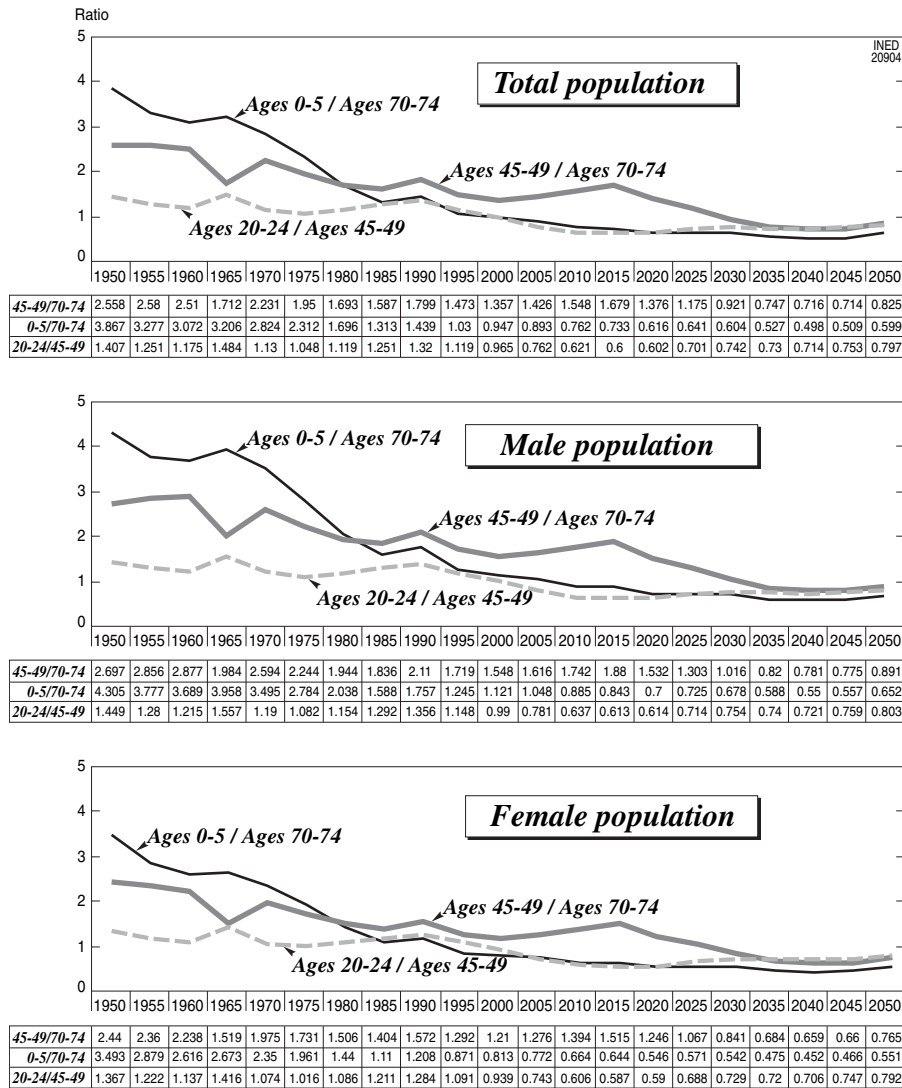 Ratio
5
INED
20904
Total population
4
Ages 0-5 / Ages 70-74
3
Ages 45-49 / Ages 70-74
2
1
Ages 20-24 / Ages 45-49
0
1950 1955 1960 1965 1970 1975 1980 1985 1990 1995 2000 1305 2010 2015 2020 2025 2030 2035 2040 2045 2050
45-49/70-74 2.558 2.58 2.51 1.712 2.231 1.95 1.693 1.587 1.799 1.473 1.357 1.426 1.548 1.679 1.376 1.175 0.921 0.747 0.716 0.714 0.825
0-5/70-74 3.867 3.277 3.072 3.206 2.824 2.312 1.696 1.313 1.439 1.03 0.947 0.893 0.762 0.733 0.616 0.641 0.604 0.527 0.498 0.509 0.599
20-24/45-49 1.407 1.251 1.175 1.484 1.13 1.048 1.119 1.251 1.32 1.119 0.965 0.762 0.621 0.6 0.602 0.701 0.742 0.73 0.714 0.753 0.797
5
Male population
Ages 0-5 / Ages 70-74
4
3
Ages 45-49 / Ages 70-74
2
1
Ages 20-24 / Ages 45-49
0
1950 1955 1960 1965 1970 1975 1980 1985 1990 1995 2000 2005 2010 2015 2020 2025 2030 2035 2040 2045 2050
45-49/70-74 2.697 2.856 2.877 1.984 2.594 2.244 1.944 1.836 2.11 1.719 1.548 1.616 1.742 1.88 1.532 1.303 1.016 0.82 0.781 0.775 0.891
0-5/70-74 4.305 3.777 3.689 3.958 3.495 2.784 2.038 1.588 1.757 1.245 1.121 1.048 0.885 0.843 0.7 0.725 0.678 0.588 0.55 0.557 0.652
20-24/45-49 1.449 1.28 1.215 1.557 1.19 1.082 1.154 1.292 1.356 1.148 0.99 0.781 0.637 0.613 0.614 0.714 0.754 0.74 0.721 0.759 0.803
5
Female population
4
Ages 0-5 / Ages 70-74
3
2
Ages 45-49 / Ages 70-74
1
Ages 20-24 / Ages 45-49
0
1950 1955 1960 1965 1970 1975 1980 1985 1990 1995 2000 2005 2010 2015 2020 2025 2030 2035 2040 2045 2050
45-49/70-74 2.44 2.36 2.238 1.519 1.975 1.731 1.506 1.404 1.572 1.292 1.21 1.276 1.394 1.515 1.246 1.067 0.841 0.684 0.659 0.66 0.765
0-5/70-74 3.493 2.879 2.616 2.673 2.35 1.961 1.44 1.11 1.208 0.871 0.813 0.772 0.664 0.644 0.546 0.571 0.542 0.475 0.452 0.466 0.551
20-24/45-49 1.367 1.222 1.137 1.416 1.074 1.016 1.086 1.211 1.284 1.091 0.939 0.743 0.606 0.587 0.59 0.688 0.729 0.72 0.706 0.747 0.792